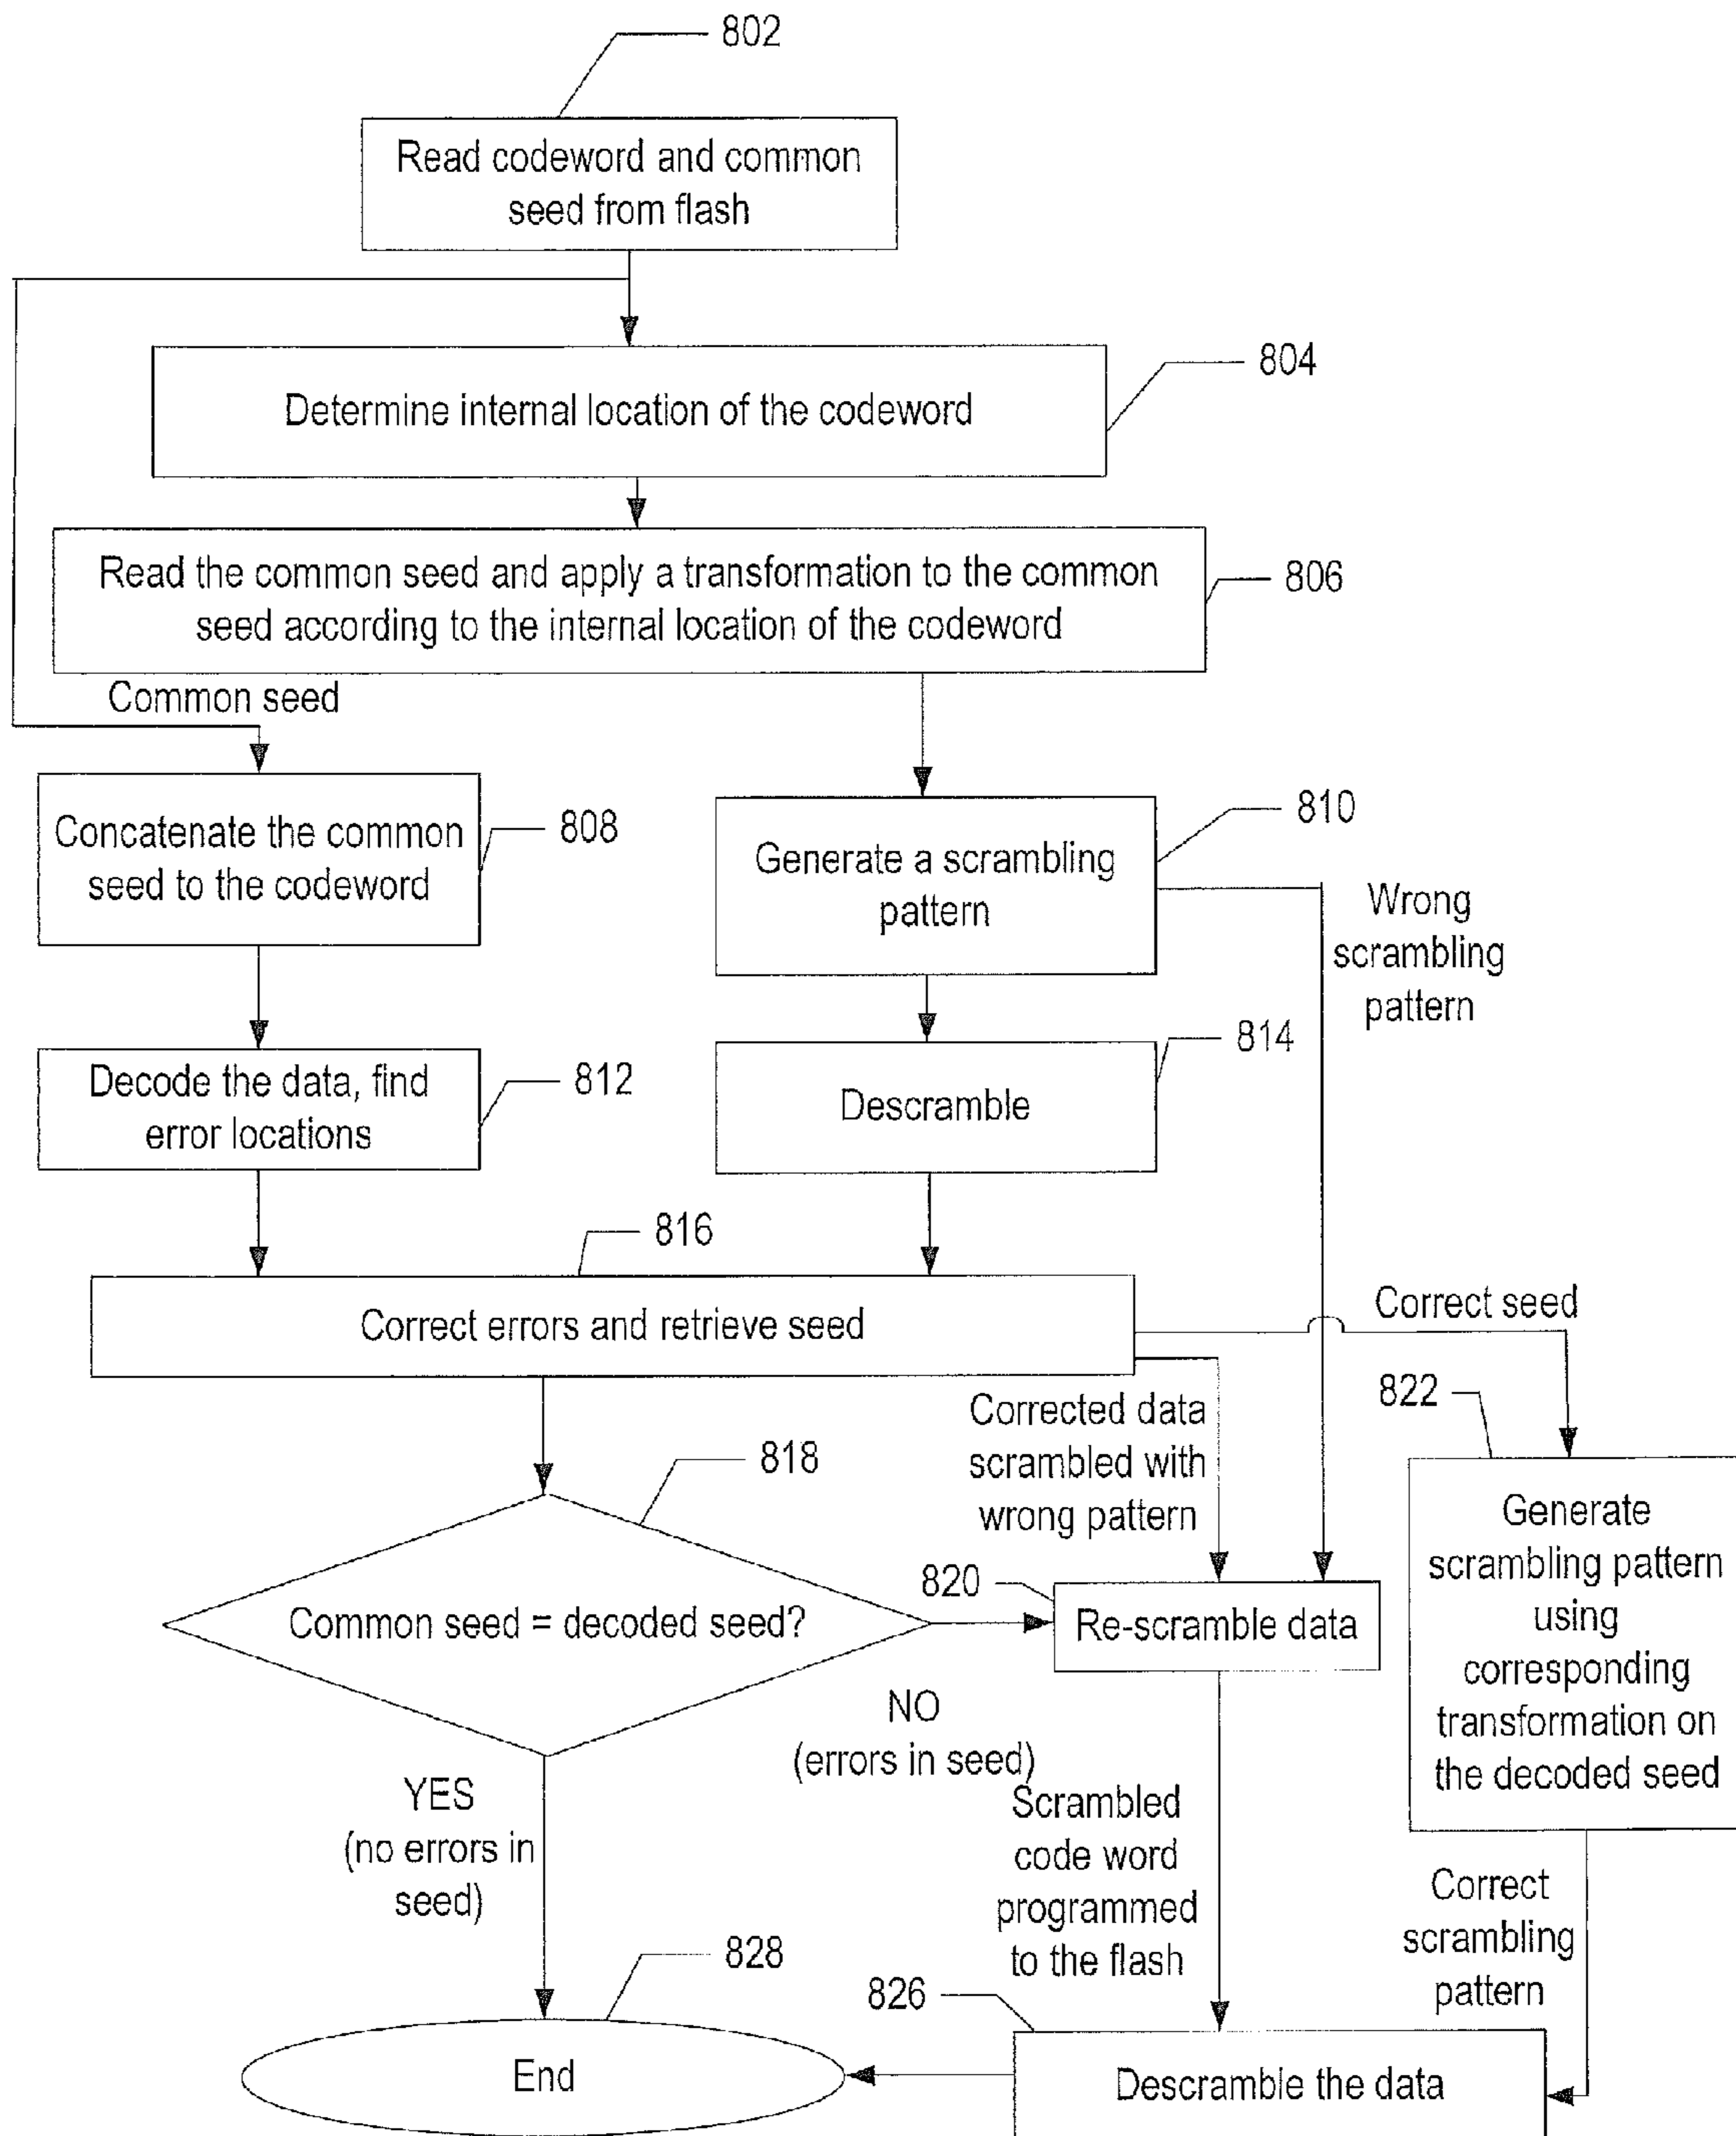 802
Read codeword and common
seed from flash
804
Determine internal location of the codeword
Read the common seed and apply a transformation to the common
seed according to the internal location of the codeword
806
Common seed
Concatenate the common
seed to the codeword
808
Generate a scrambling
pattern
810
Wrong
scrambling
pattern
Decode the data, find
error locations
812
Descramble
814
816
Correct errors and retrieve seed
Correct seed
Corrected data
scrambled with
wrong pattern
822
Generate
scrambling pattern
using
corresponding
transformation on
the decoded seed
818
Common seed = decoded seed?
820
Re-scramble data
NO
(errors in seed)
YES
(no errors in
seed)
Scrambled
code word
programmed
to the flash
Correct
scrambling
pattern
828
End
826
Descramble the data